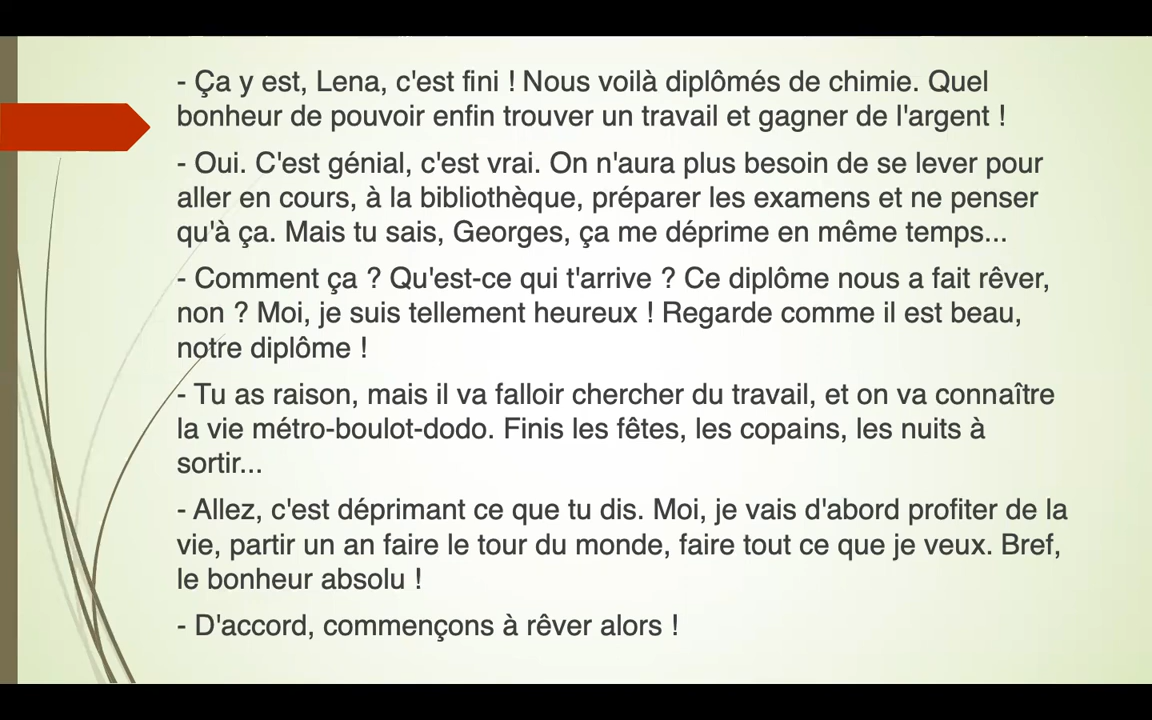 - Ça y est, Lena, c'est fini ! Nous voilà diplômés de chimie. Quel
bonheur de pouvoir enfin trouver un travail et gagner de l'argent !
- Oui. C'est génial, c'est vrai. On n'aura plus besoin de se lever pour
aller en cours, à la bibliothèque, préparer les examens et ne penser
qu'à ça. Mais tu sais, Georges, ça me déprime en même temps...
- Comment ça ? Qu'est-ce qui t'arrive ? Ce diplôme nous a fait rêver,
non ? Moi, je suis tellement heureux ! Regarde comme il est beau,
notre diplôme !
- Tu as raison, mais il va falloir chercher du travail, et on va connaître
la vie métro-boulot-dodo. Finis les fêtes, les copains, les nuits à
sortir...
- Allez, c'est déprimant ce que tu dis. Moi, je vais d'abord profiter de la
vie, partir un an faire le tour du monde, faire tout ce que je veux. Bref,
le bonheur absolu !
- D'accord, commençons à rêver alors !